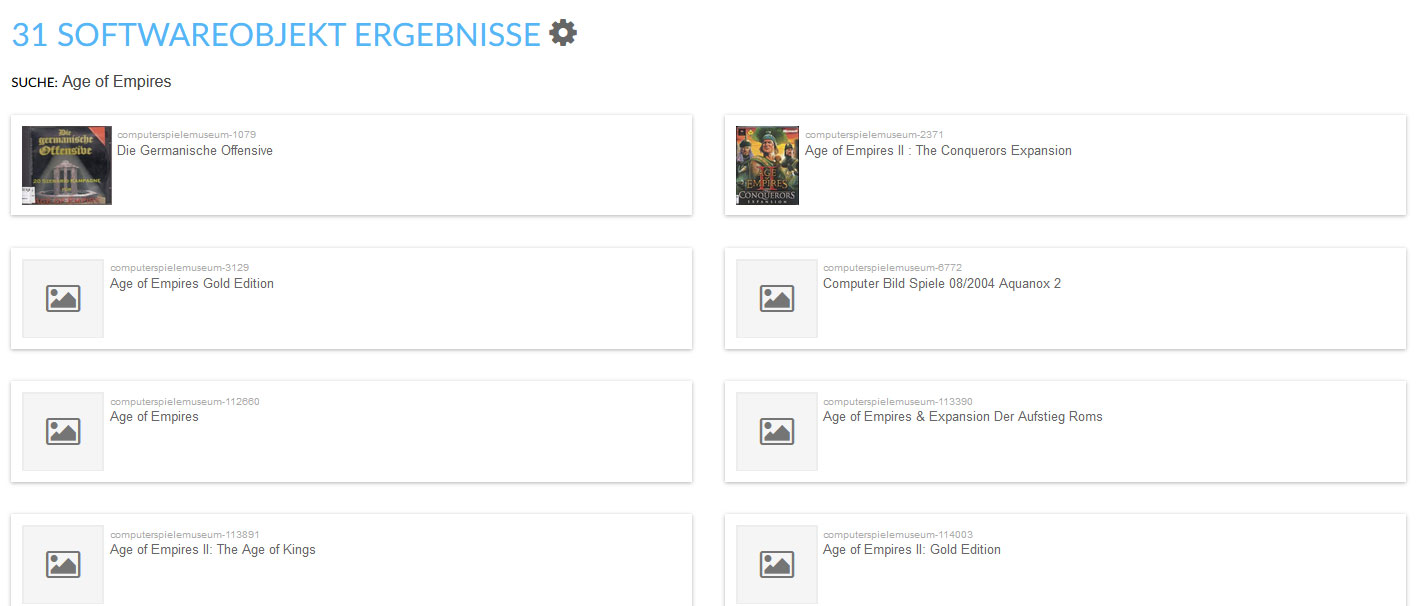 31 SOFTWAREOBJEKT ERGEBNISSE
SUCHE: Age of Empires
Die
germanische
Offensive
20 SZENARIO KAMPAGNE
computerspielemuseum-1079
Die Germanische Offensive
AGE
EMPIRES
CONQUERORS
EXPANSION
computerspielemuseum-2371
Age of Empires II : The Conquerors Expansion
computerspielemuseum-3129
Age of Empires Gold Edition
computerspielemuseum-6772
Computer Bild Spiele 08/2004 Aquanox 2
computerspielemuseum-112660
Age of Empires
computerspielemuseum-113390
Age of Empires & Expansion Der Aufstieg Roms
computerspielemuseum-113891
Age of Empires II: The Age of Kings
computerspielemuseum-114003
Age of Empires II: Gold Edition